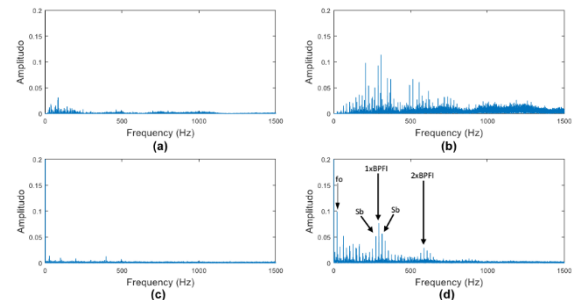 0.2
0.15
0.1
0.05
0
0 500 1000 1500
Amplitudo
Frequency (Hz)
(a)
0.2
0.15
0.1
0.05
0
0 500 1000 1500
Amplitudo
Frequency (Hz)
(b)
0.2
0.15
0.1
0.05
0
0 500 1000 1500
Amplitudo
Frequency (Hz)
(c)
0.2
0.15
0.1
0.05
0
0 500 1000 1500
Amplitudo
fo
1xBPFI
2xBPFI
Sb
Sb
Frequency (Hz)
(d)